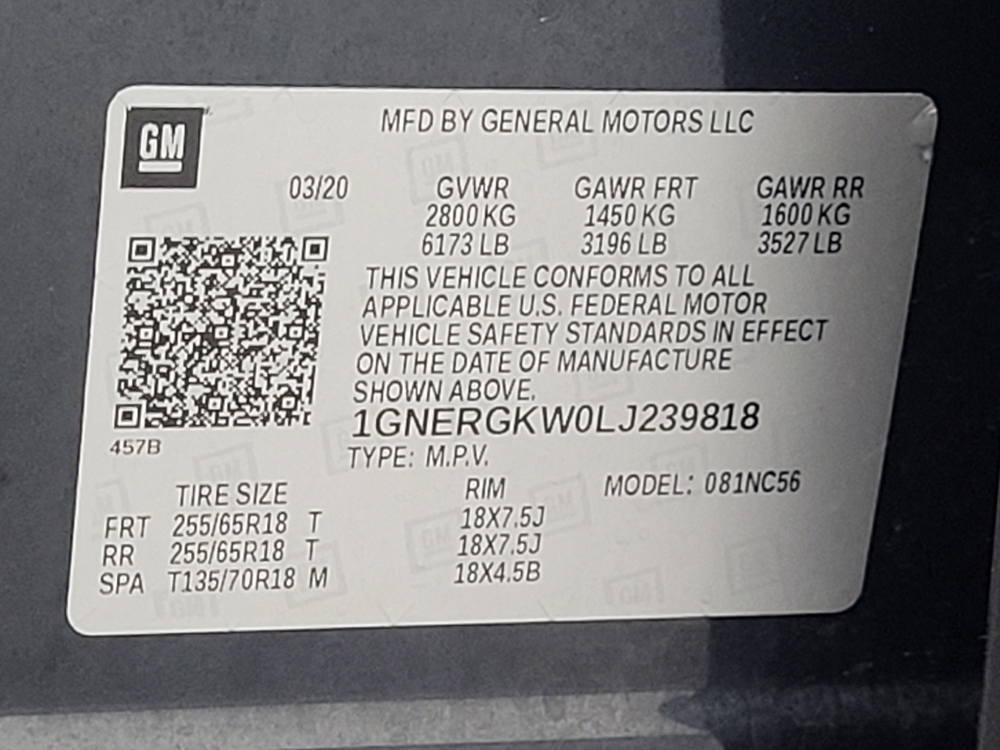 GM
MFD BY GENERAL MOTORS LLC
03/20 GVWR GAWR FRT GAWR RR
2800 KG 1450 KG 1600 KG
6173 LB 3196 LB 3527 LB
THIS VEHICLE CONFORMS TO ALL
APPLICABLE U.S. FEDERAL MOTOR
VEHICLE SAFETY STANDARDS IN EFFECT
ON THE DATE OF MANUFACTURE
SHOWN ABOVE.
1GNERGKW0LJ239818
457B
TYPE: M.P.V.
TIRE SIZE RIM MODEL: 081NC56
FRT 255/65R18 T 18X7.5J
RR 255/65R18 T 18X7.5J
SPA T135/70R18 M 18X4.5B